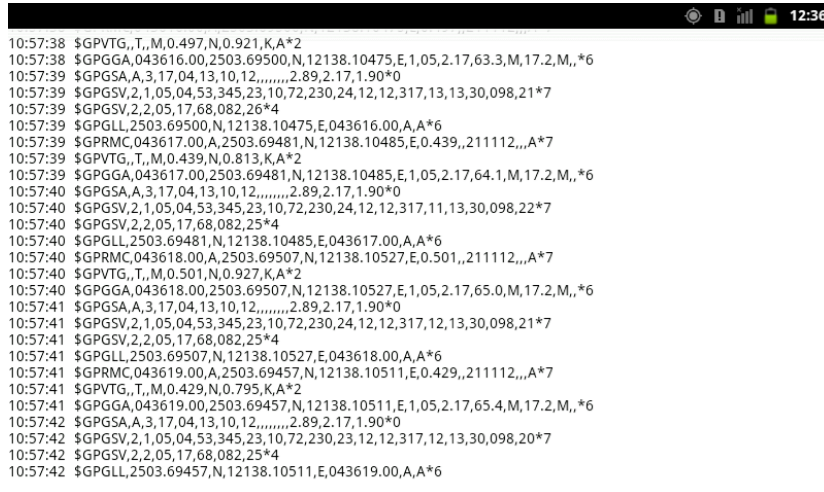 12:36
10:57:38 $GPVTG,,T,,M,0.497,N,0.921,K,A*2
10:57:38 $GPGGA,043616.00,2503.69500,N,12138.10475,E,1,05,2.17,63.3,M,17.2,M,,*6
10:57:39 $GPGSA,A,3,17,04,13,10,12,,,,,,,,2.89,2.17,1.90*0
10:57:39 $GPGSV,2,1,05,04,53,345,23,10,72,230,24,12,12,317,13,13,30,098,21*7
10:57:39 $GPGSV,2,2,05,17,68,082,26*4
10:57:39 $GPGLL,2503.69500,N,12138.10475,E,043616.00,A,A*6
10:57:39 $GPRMC,043617.00,A,2503.69481,N,12138.10485,E,0.439,,211112,,,A*7
10:57:39 $GPVTG,,T,,M,0.439,N,0.813,K,A*2
10:57:39 $GPGGA,043617.00,2503.69481,N,12138.10485,E,1,05,2.17,64.1,M,17.2,M,,*6
10:57:40 $GPGSA,A,3,17,04,13,10,12,,,,,,,,2.89,2.17,1.90*0
10:57:40 $GPGSV,2,1,05,04,53,345,23,10,72,230,24,12,12,317,11,13,30,098,22*7
10:57:40 $GPGSV,2,2,05,17,68,082,25*4
10:57:40 $GPGLL,2503.69481,N,12138.10485,E,043617.00,A,A*6
10:57:40 $GPRMC,043618.00,A,2503.69507,N,12138.10527,E,0.501,,211112,,,A*7
10:57:40 $GPVTG,,T,,M,0.501,N,0.927,K,A*2
10:57:40 $GPGGA,043618.00,2503.69507,N,12138.10527,E,1,05,2.17,65.0,M,17.2,M,,*6
10:57:41 $GPGSA,A,3,17,04,13,10,12,,,,,,,,2.89,2.17,1.90*0
10:57:41 $GPGSV,2,1,05,04,53,345,23,10,72,230,24,12,12,317,12,13,30,098,21*7
10:57:41 $GPGSV,2,2,05,17,68,082,25*4
10:57:41 $GPGLL,2503.69507,N,12138.10527,E,043618.00,A,A*6
10:57:41 $GPRMC,043619.00,A,2503.69457,N,12138.10511,E,0.429,,211112,,,A*7
10:57:41 $GPVTG,,T,,M,0.429,N,0.795,K,A*2
10:57:41 $GPGGA,043619.00,2503.69457,N,12138.10511,E,1,05,2.17,65.4,M,17.2,M,,*6
10:57:42 $GPGSA,A,3,17,04,13,10,12,,,,,,,,2.89,2.17,1.90*0
10:57:42 $GPGSV,2,1,05,04,53,345,23,10,72,230,23,12,12,317,12,13,30,098,20*7
10:57:42 $GPGSV,2,2,05,17,68,082,25*4
10:57:42 $GPGLL,2503.69457,N,12138.10511,E,043619.00,A,A*6